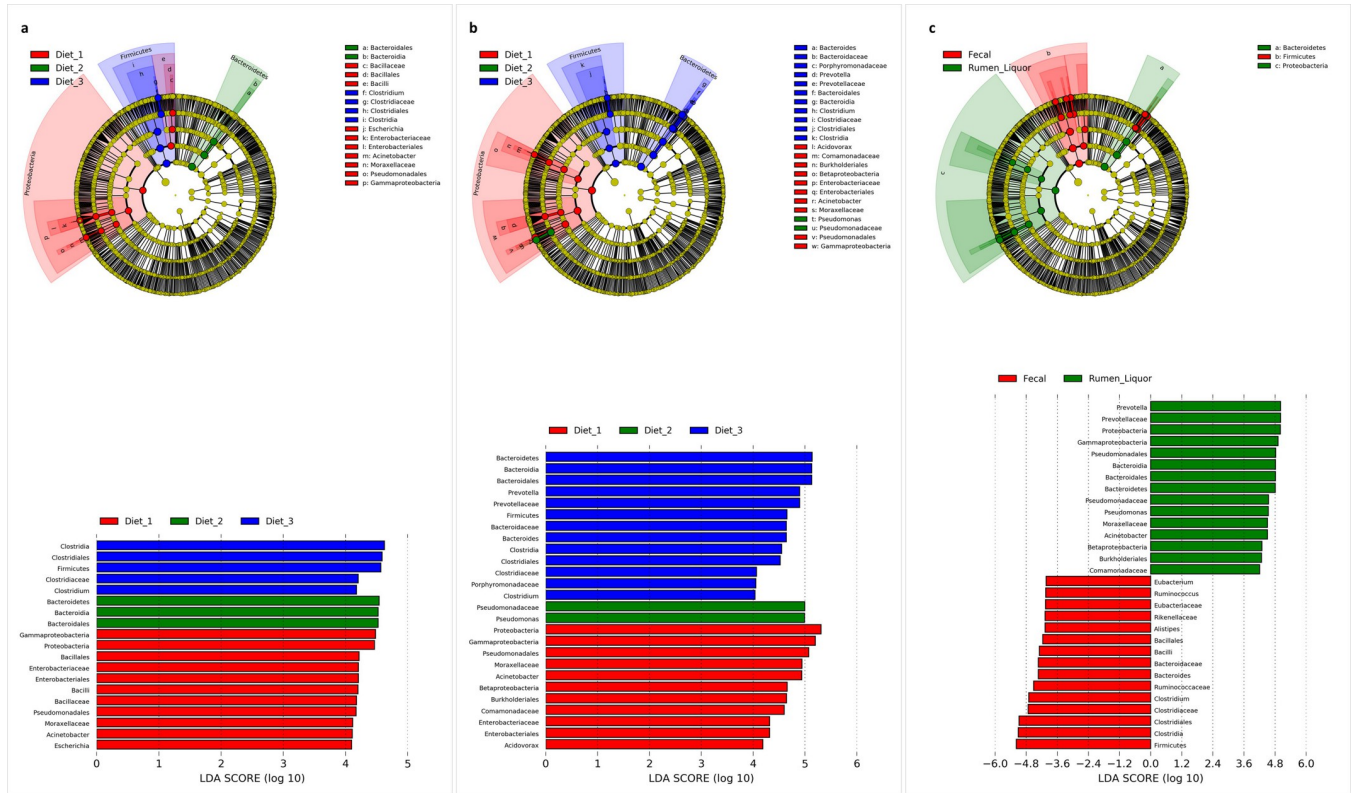 a
Diet_1
Diet_2
Diet_3
Firmicutes
Bacteroidetes
Proteobacteria
a: Bacteroidales
b: Bacteroidia
c: Bacillaceae
d: Bacillales
e: Bacilli
f: Clostridium
g: Clostridiaceae
h: Clostridiales
i: Clostridia
j: Escherichia
k: Enterobacteriaceae
l: Enterobacteriales
m: Acinetobacter
n: Moraxellaceae
o: Pseudomonadales
p: Gammaproteobacteria
Diet_1 Diet_2 Diet_3
Clostridia
Clostridiales
Firmicutes
Clostridiaceae
Clostridium
Bacteroidetes
Bacteroidia
Bacteroidales
Gammaproteobacteria
Proteobacteria
Bacillales
Enterobacteriaceae
Enterobacteriales
Bacilli
Bacillaceae
Pseudomonadales
Moraxellaceae
Acinetobacter
Escherichia
0 1 2 3 4 5
LDA SCORE (log 10)
b
Diet_1
Diet_2
Diet_3
Firmicutes
Bacteroidetes
Proteobacteria
a: Bacteroides
b: Bacteroidaceae
c: Porphyromonadaceae
d: Prevotella
e: Prevotellaceae
f: Bacteroidales
g: Bacteroidia
h: Clostridium
i: Clostridiaceae
j: Clostridiales
k: Clostridia
l: Acidovorax
m: Comamonadaceae
n: Burkholderiales
o: Betaproteobacteria
p: Enterobacteriaceae
q: Enterobacteriales
r: Acinetobacter
s: Moraxellaceae
t: Pseudomonas
u: Pseudomonadaceae
v: Pseudomonadales
w: Gammaproteobacteria
Diet_1 Diet_2 Diet_3
Bacteroidetes
Bacteroidia
Bacteroidales
Prevotella
Prevotellaceae
Firmicutes
Bacteroidaceae
Bacteroides
Clostridia
Clostridiales
Clostridiaceae
Porphyromonadaceae
Clostridium
Pseudomonadaceae
Pseudomonas
Proteobacteria
Gammaproteobacteria
Pseudomonadales
Moraxellaceae
Acinetobacter
Betaproteobacteria
Burkholderiales
Comamonadaceae
Enterobacteriaceae
Enterobacteriales
Acidovorax
0 1 2 3 4 5 6
LDA SCORE (log 10)
c
Fecal
Rumen_Liquor
b
a
c
a: Bacteroidetes
b: Firmicutes
c: Proteobacteria
Fecal Rumen_Liquor
Prevotella
Prevotellaceae
Proteobacteria
Gammaproteobacteria
Pseudomonadales
Bacteroidia
Bacteroidales
Bacteroidetes
Pseudomonadaceae
Pseudomonas
Moraxellaceae
Acinetobacter
Betaproteobacteria
Burkholderiales
Comamonadaceae
Eubacterium
Ruminococcus
Eubacteriaceae
Rikenellaceae
Alistipes
Bacillales
Bacilli
Bacteroidaceae
Bacteroides
Ruminococcaceae
Clostridium
Clostridiaceae
Clostridiales
Clostridia
Firmicutes
−6.0 −4.8 −3.6 −2.4 −1.2 0.0 1.2 2.4 3.6 4.8 6.0
LDA SCORE (log 10)